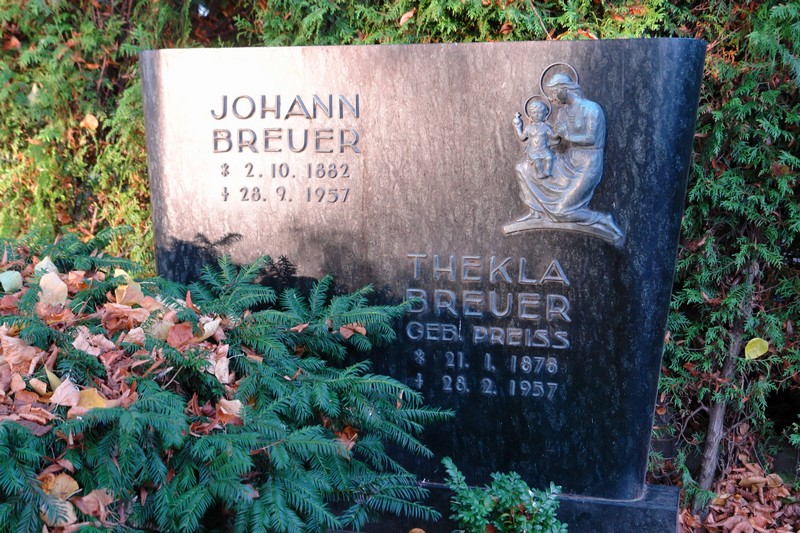 JOHANN
BREUER
* 2. 10. 1882
† 28. 9. 1957
THEKLA
BREUER
GEB. PREISS
* 21. 1. 1878
† 28. 2. 1957